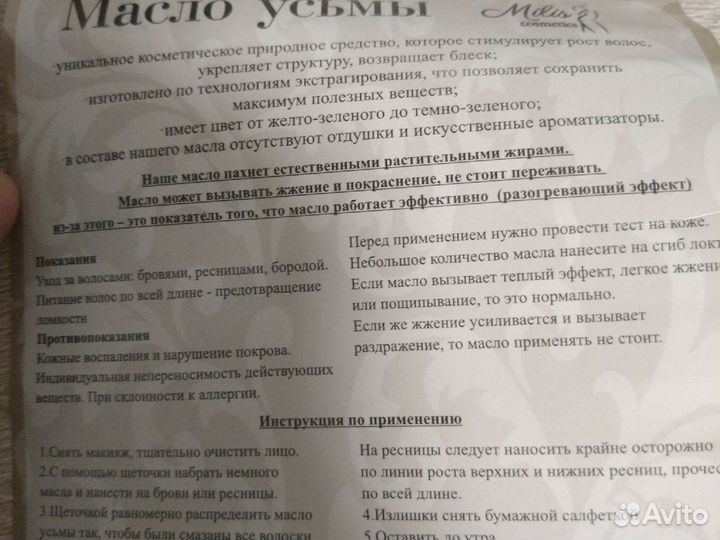 Масло усьмы
Milis
cosmetics
·уникальное косметическое природное средство, которое стимулирует рост волос,
укрепляет структуру, возвращает блеск;
·изготовлено по технологиям экстрагирования, что позволяет сохранить
максимум полезных веществ;
·имеет цвет от желто-зеленого до темно-зеленого;
·в составе нашего масла отсутствуют отдушки и искусственные ароматизаторы.
Наше масло пахнет естественными растительными жирами.
Масло может вызывать жжение и покраснение, не стоит переживать
из-за этого – это показатель того, что масло работает эффективно (разогревающий эффект)
Показания
Уход за волосами: бровями, ресницами, бородой.
Питание волос по всей длине - предотвращение
ломкости
Противопоказания
Кожные воспаления и нарушение покрова.
Индивидуальная непереносимость действующих
веществ. При склонности к аллергии.
Перед применением нужно провести тест на коже.
Небольшое количество масла нанесите на сгиб локт
Если масло вызывает теплый эффект, легкое жжени
или пощипывание, то это нормально.
Если же жжение усиливается и вызывает
раздражение, то масло применять не стоит.
Инструкция по применению
1.Снять макияж, тщательно очистить лицо.
2.С помощью щеточки набрать немного
масла и нанести на брови или ресницы.
3.Щеточкой равномерно распределить масло
усьмы так, чтобы были смазаны все волоски
На ресницы следует наносить крайне осторожно
по линии роста верхних и нижних ресниц, прочес
по всей длине.
4.Излишки снять бумажной салфеткой
5.Оставить до утра
Avito